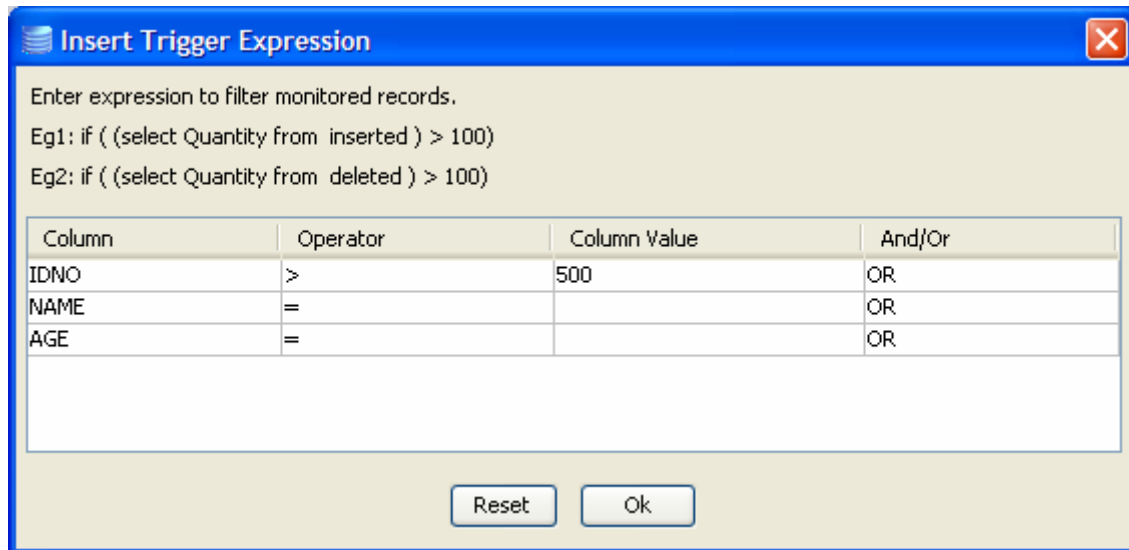 Insert Trigger Expression
Enter expression to filter monitored records.
Eg1: if ( (select Quantity from  inserted ) > 100)
Eg2: if ( (select Quantity from  deleted ) > 100)
Column Operator Column Value And/Or
IDNO > 500 OR
NAME = OR
AGE = OR
Reset Ok